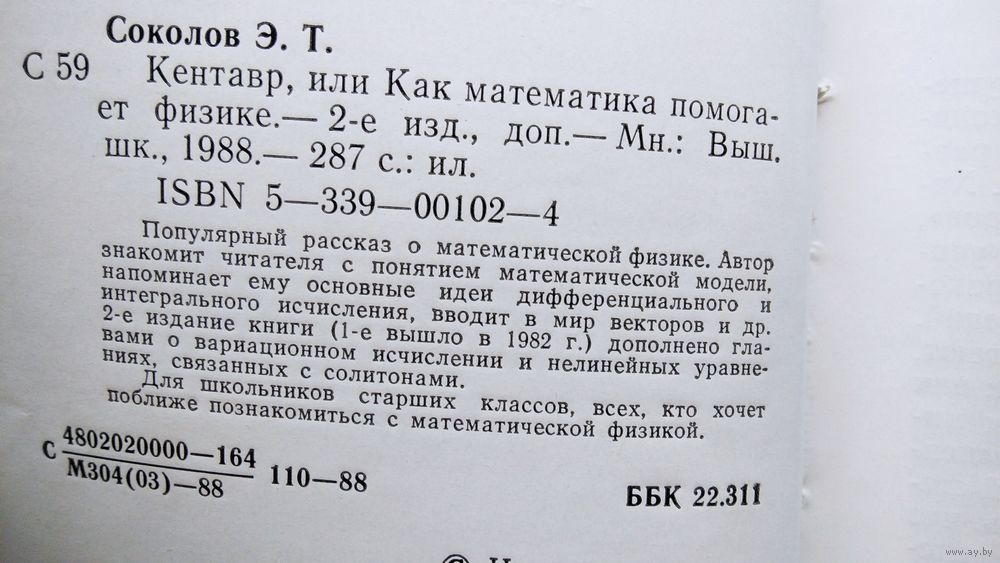 Соколов Э. Т.
С 59 Кентавр, или Как математика помога-
ет физике.— 2-е изд., доп.— Мн.: Выш.
шк., 1988.— 287 с.: ил.
ISBN 5—339—00102—4
Популярный рассказ о математической физике. Автор
знакомит читателя с понятием математической модели,
напоминает ему основные идеи дифференциального и
интегрального исчисления, вводит в мир векторов и др.
2-е издание книги (1-е вышло в 1982 г.) дополнено гла-
вами о вариационном исчислении и нелинейных уравне-
ниях, связанных с солитонами.
Для школьников старших классов, всех, кто хочет
поближе познакомиться с математической физикой.
С 4802020000—164
М304(03)—88
110—88
ББК 22.311
©
www.ay.by